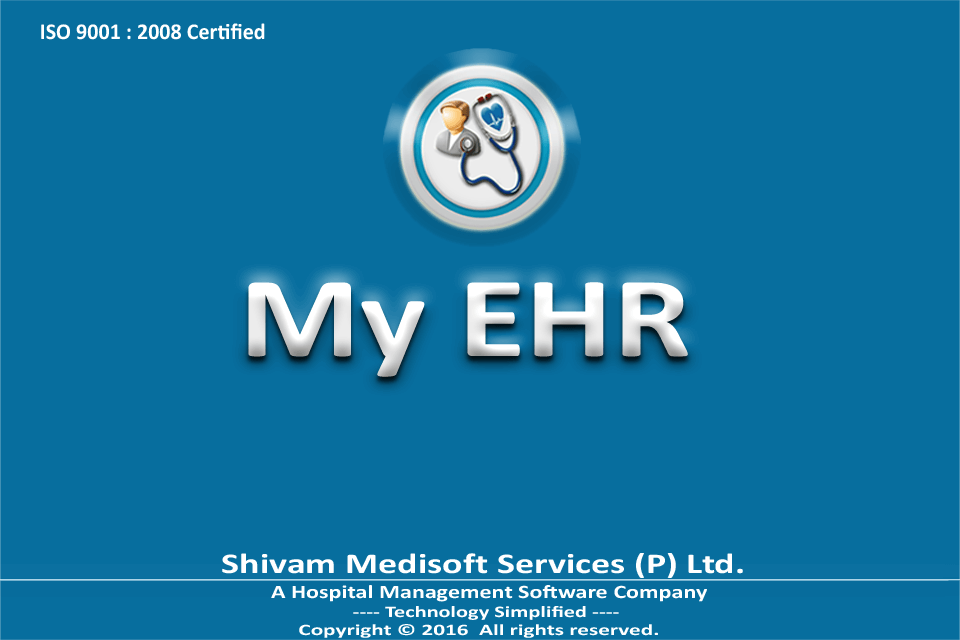 ISO 9001 : 2008 Certified
My EHR
Shivam Medisoft Services (P) Ltd.
A Hospital Management Software Company
---- Technology Simplified ----
Copyright © 2016 All rights reserved.